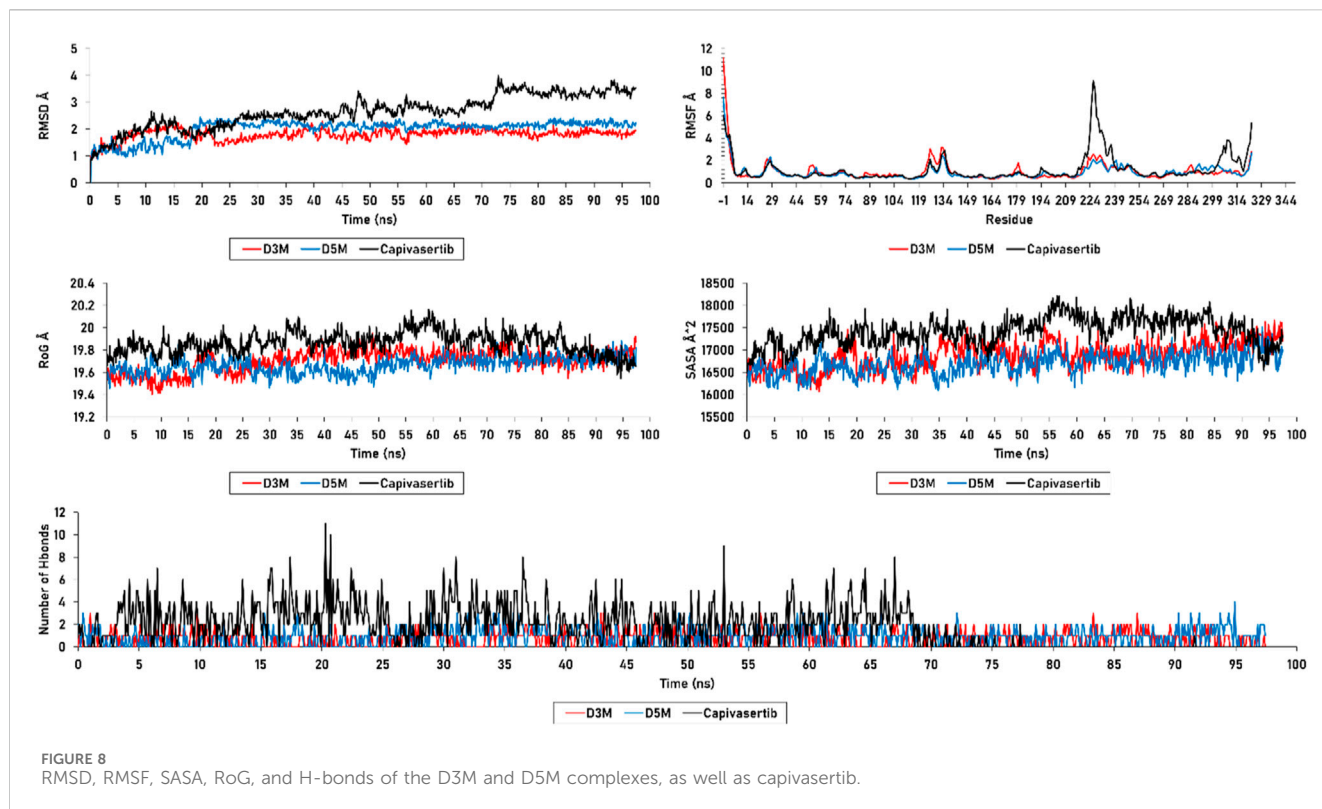 5
4
3
2
1
0
RMSD Å
0 5 10 15 20 25 30 35 40 45 50 55 60 65 70 75 80 85 90 95 100
Time (ns)
D3M D5M Capivasertib
12
10
8
6
4
2
0
RMSF Å
-1 14 29 44 59 74 89 104 119 134 149 164 179 194 209 224 239 254 269 284 299 314 329 344
Residue
D3M D5M Capivasertib
20.4
20.2
20
19.8
19.6
19.4
19.2
RoG Å
0 5 10 15 20 25 30 35 40 45 50 55 60 65 70 75 80 85 90 95 100
Time (ns)
D3M D5M Capivasertib
18500
18000
17500
17000
16500
16000
15500
SASA Å^2
0 5 10 15 20 25 30 35 40 45 50 55 60 65 70 75 80 85 90 95 100
Time (ns)
D3M D5M Capivasertib
12
10
8
6
4
2
0
Number of Hbonds
0 5 10 15 20 25 30 35 40 45 50 55 60 65 70 75 80 85 90 95 100
Time (ns)
D3M D5M Capivasertib
FIGURE 8
RMSD, RMSF, SASA, RoG, and H-bonds of the D3M and D5M complexes, as well as capivasertib.